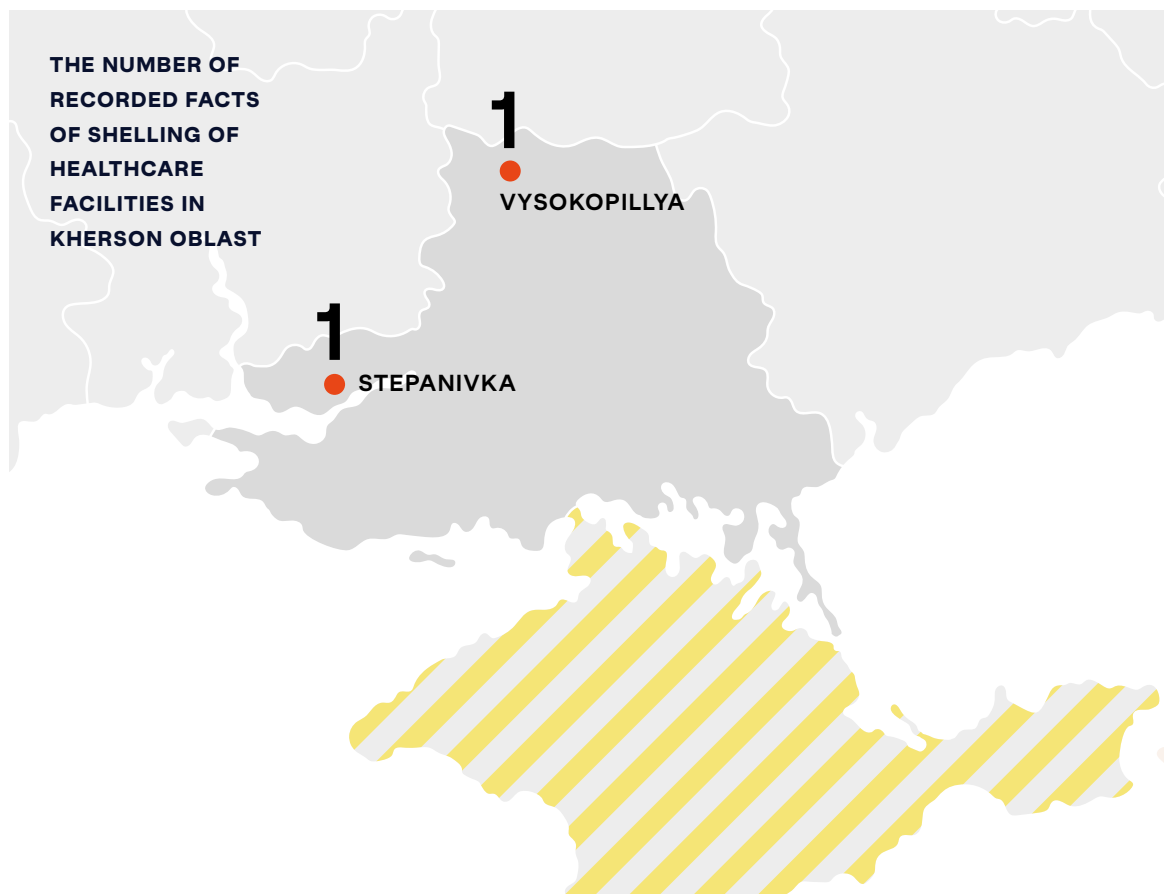 THE NUMBER OF
RECORDED FACTS
OF SHELLING OF
HEALTHCARE
FACILITIES IN
KHERSON OBLAST
1
VYSOKOPILLYA
1
STEPANIVKA